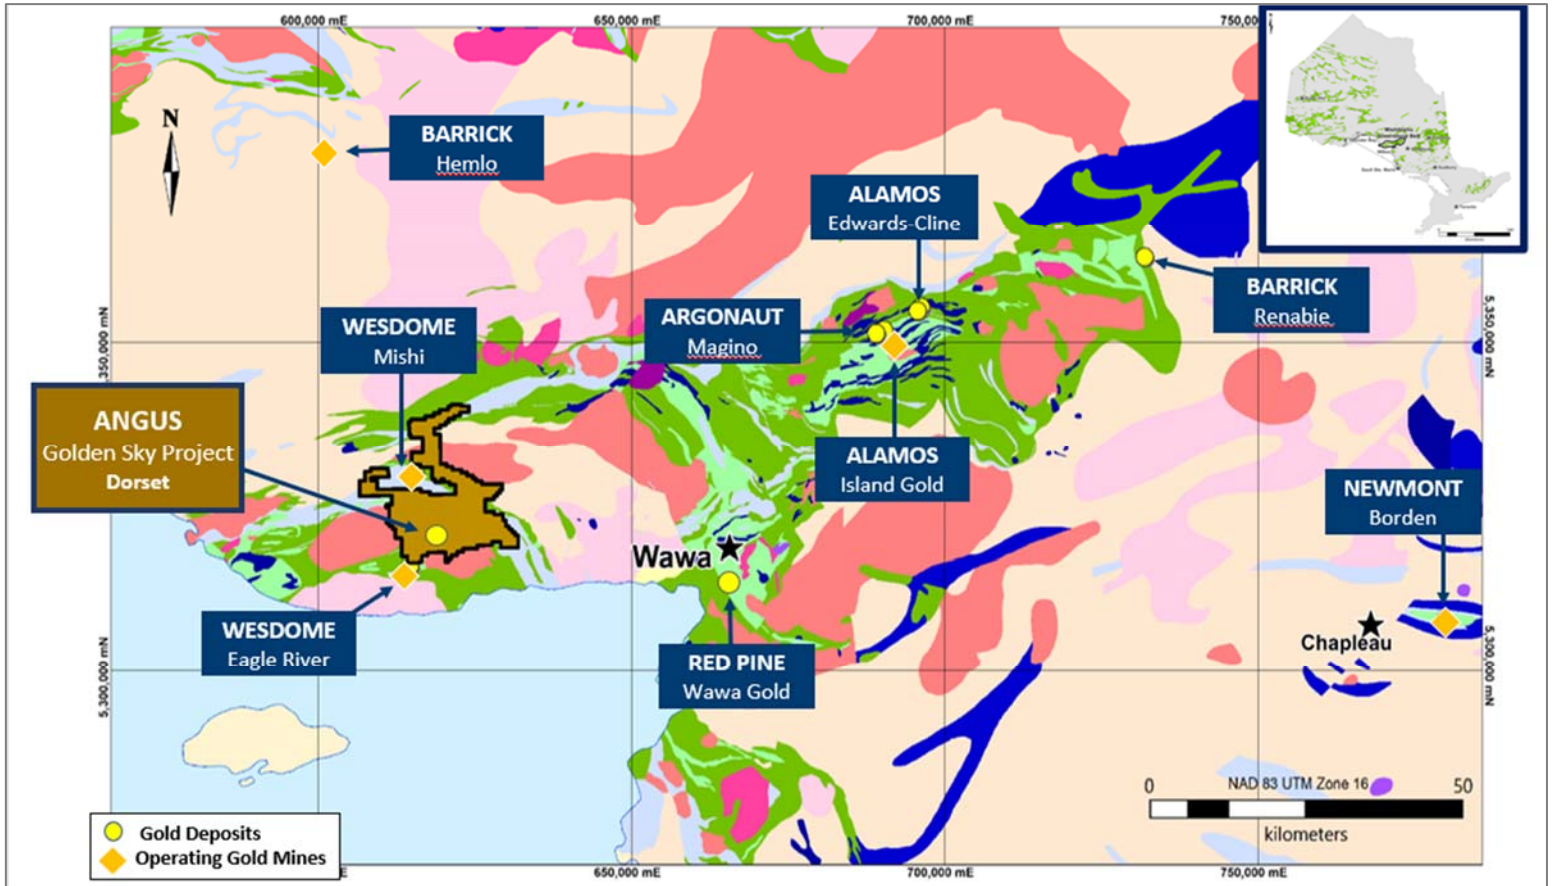 600,000 mE
650,000 mE
700,000 mE
750,000
N
BARRICK
Hemlo
ALAMOS
Edwards-Cline
BARRICK
Renabie
WESDOME
Mishi
ARGONAUT
Magino
5,350,000 mN
350,000 mN
ANGUS
Golden Sky Project
Dorset
ALAMOS
Island Gold
NEWMONT
Borden
Wawa
WESDOME
Eagle River
RED PINE
Wawa Gold
Chapleau
5,300,000 mN
5,300,000 mN
0
NAD 83 UTM Zone 16
50
kilometers
Gold Deposits
Operating Gold Mines
mE
650,000 mE
700,000 mE
750,000 mE